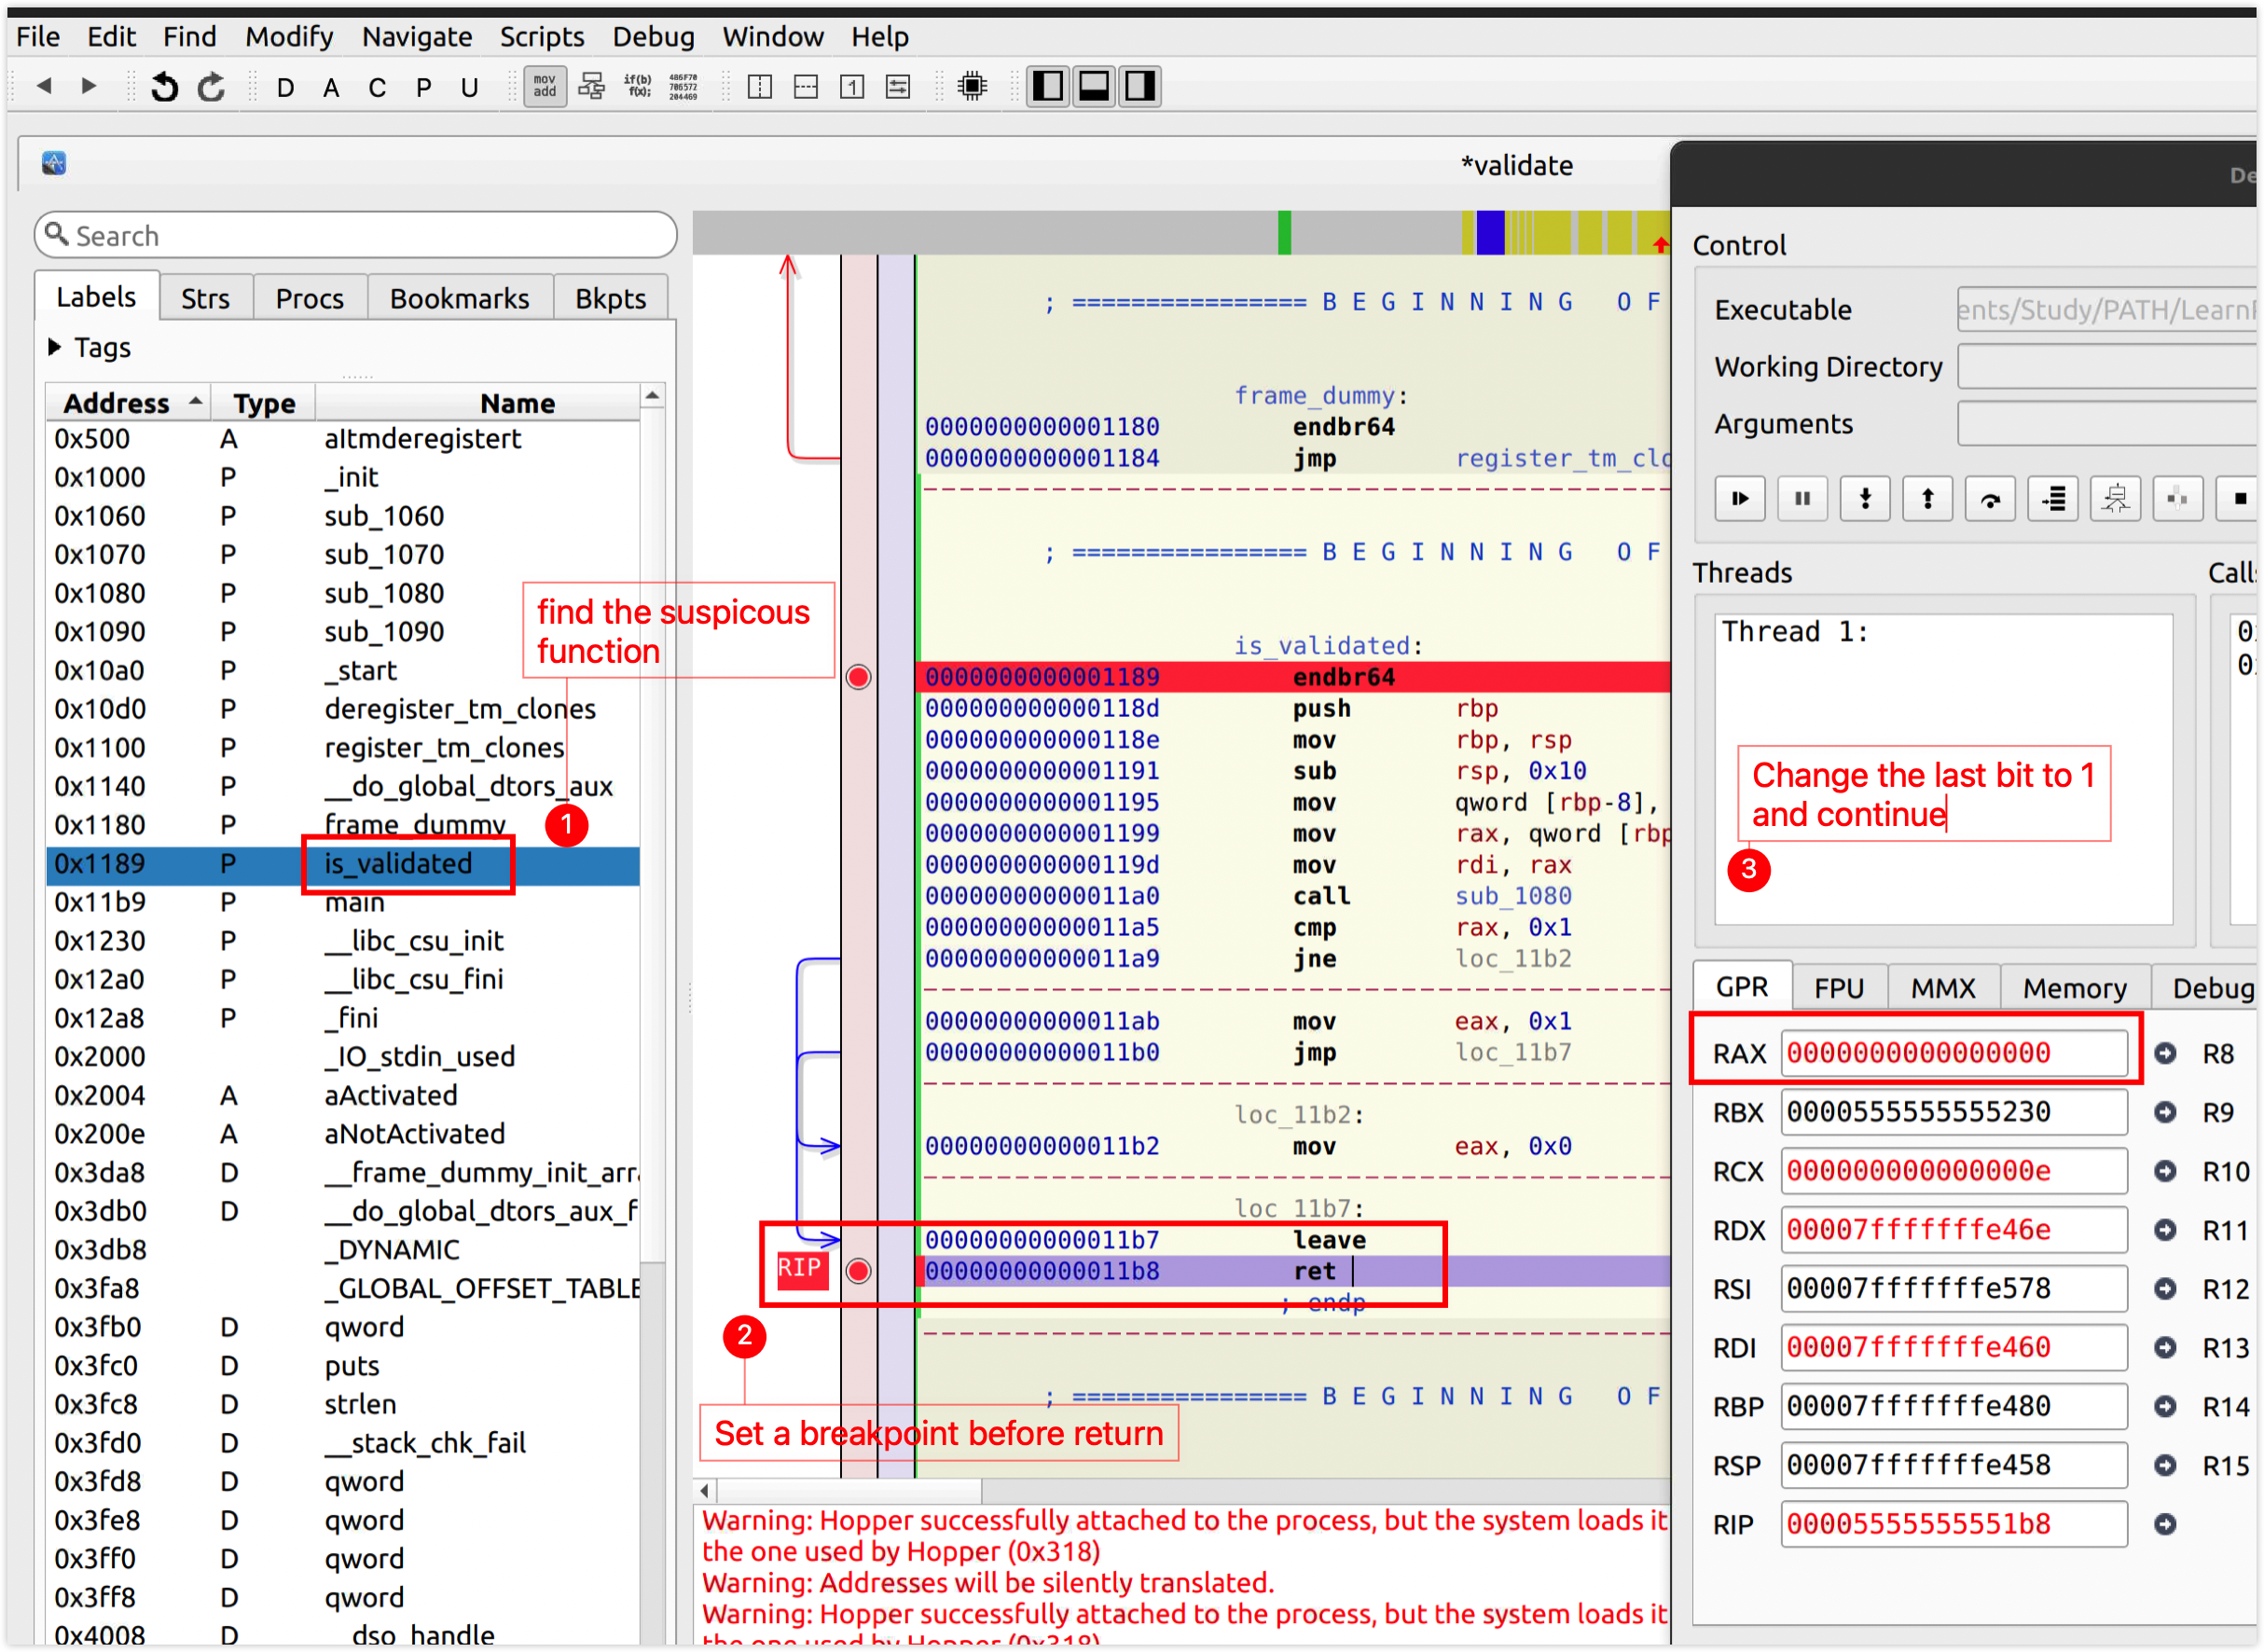 File Edit Find Modify Navigate Scripts Debug Window Help
D A C P U mov add if(b) f(x); 486F70 706572 204469 1
*validate
De
Search
Labels Strs Procs Bookmarks Bkpts
Tags
Address Type Name
0x500 A aItmderegistert
0x1000 P _init
0x1060 P sub_1060
0x1070 P sub_1070
0x1080 P sub_1080
0x1090 P sub_1090
0x10a0 P _start
0x10d0 P deregister_tm_clones
0x1100 P register_tm_clones
0x1140 P __do_global_dtors_aux
0x1180 P frame_dummy
0x1189 P is_validated
0x11b9 P main
0x1230 P __libc_csu_init
0x12a0 P __libc_csu_fini
0x12a8 P _fini
0x2000 _IO_stdin_used
0x2004 A aActivated
0x200e A aNotActivated
0x3da8 D __frame_dummy_init_arra
0x3db0 D __do_global_dtors_aux_f
0x3db8 _DYNAMIC
0x3fa8 _GLOBAL_OFFSET_TABLE
0x3fb0 D qword
0x3fc0 D puts
0x3fc8 D strlen
0x3fd0 D __stack_chk_fail
0x3fd8 D qword
0x3fe8 D qword
0x3ff0 D qword
0x3ff8 D qword
0x4008 D dso_handle
find the suspicous
function
1
; ================ B E G I N N I N G   O F
frame_dummy:
0000000000001180 endbr64
0000000000001184 jmp register_tm_clo
; ================ B E G I N N I N G   O F
is_validated:
0000000000001189 endbr64
000000000000118d push rbp
000000000000118e mov rbp, rsp
0000000000001191 sub rsp, 0x10
0000000000001195 mov qword [rbp-8],
0000000000001199 mov rax, qword [rbp
000000000000119d mov rdi, rax
00000000000011a0 call sub_1080
00000000000011a5 cmp rax, 0x1
00000000000011a9 jne loc_11b2
00000000000011ab mov eax, 0x1
00000000000011b0 jmp loc_11b7
loc_11b2:
00000000000011b2 mov eax, 0x0
loc_11b7:
00000000000011b7 leave
RIP 00000000000011b8 ret
; endp
2
; ================ B E G I N N I N G   O F
Set a breakpoint before return
Warning: Hopper successfully attached to the process, but the system loads it
the one used by Hopper (0x318)
Warning: Addresses will be silently translated.
Warning: Hopper successfully attached to the process, but the system loads it
the one used by Hopper (0x318)
Control
Executable ents/Study/PATH/Learn
Working Directory
Arguments
Threads Calls
Thread 1:
0
0
Change the last bit to 1
and continue
3
GPR FPU MMX Memory Debug
RAX 0000000000000000 R8
RBX 0000555555555230 R9
RCX 000000000000000e R10
RDX 00007fffffffe46e R11
RSI 00007fffffffe578 R12
RDI 00007fffffffe460 R13
RBP 00007fffffffe480 R14
RSP 00007fffffffe458 R15
RIP 00005555555551b8